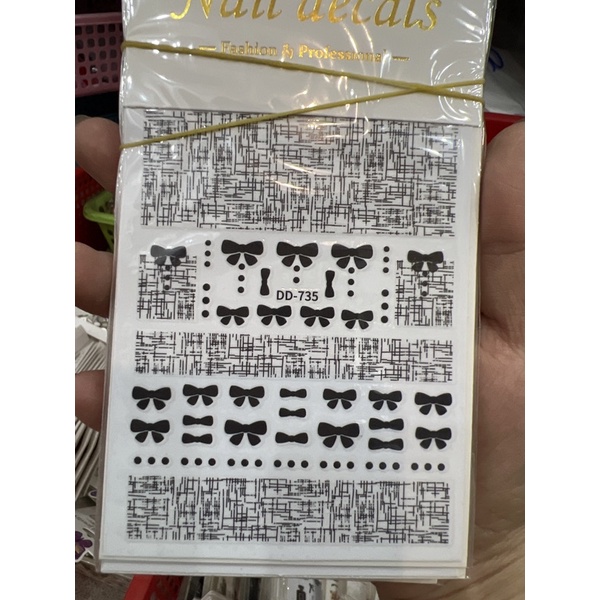 Nail decals
— Fashion & Professional —
DD-735